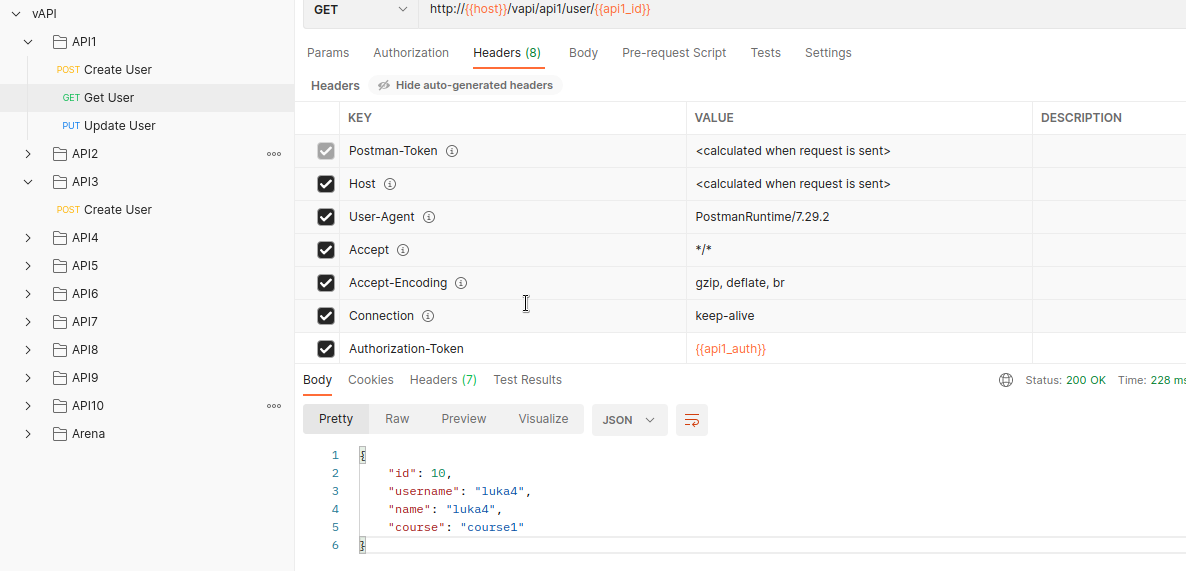 vAPI
API1
POST Create User
GET Get User
PUT Update User
API2
API3
POST Create User
API4
API5
API6
API7
API8
API9
API10
Arena
GET http://{{host}}/vapi/api1/user/{{api1_id}}
Params Authorization Headers (8) Body Pre-request Script Tests Settings
Headers Hide auto-generated headers
KEY VALUE DESCRIPTION
Postman-Token <calculated when request is sent>
Host <calculated when request is sent>
User-Agent PostmanRuntime/7.29.2
Accept */*
Accept-Encoding gzip, deflate, br
Connection keep-alive
Authorization-Token {{api1_auth}}
Body Cookies Headers (7) Test Results Status: 200 OK Time: 228 ms
Pretty Raw Preview Visualize JSON
1 {
2 "id": 10,
3 "username": "luka4",
4 "name": "luka4",
5 "course": "course1"
6 }